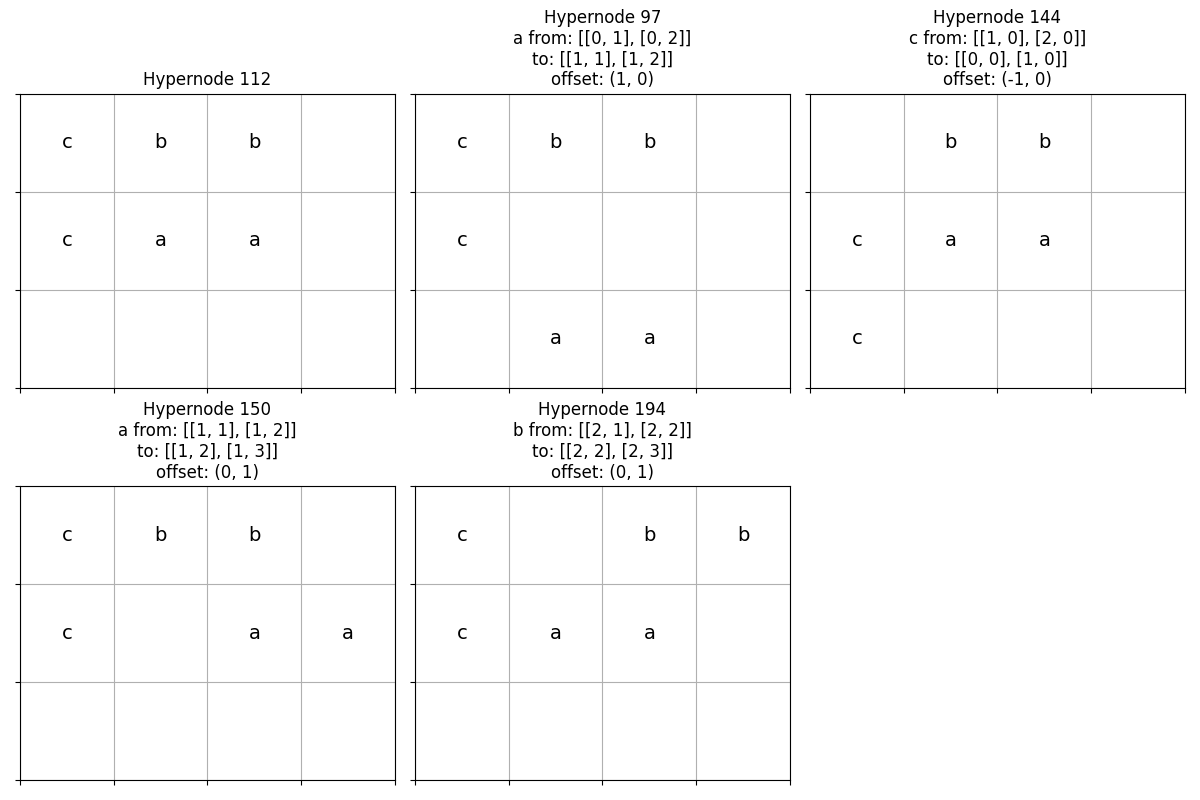 Hypernode 112
c b b
c a a
Hypernode 97
a from: [[0, 1], [0, 2]]
to: [[1, 1], [1, 2]]
offset: (1, 0)
c b b
c
a a
Hypernode 144
c from: [[1, 0], [2, 0]]
to: [[0, 0], [1, 0]]
offset: (-1, 0)
b b
c a a
c
Hypernode 150
a from: [[1, 1], [1, 2]]
to: [[1, 2], [1, 3]]
offset: (0, 1)
c b b
c a a
Hypernode 194
b from: [[2, 1], [2, 2]]
to: [[2, 2], [2, 3]]
offset: (0, 1)
c b b
c a a